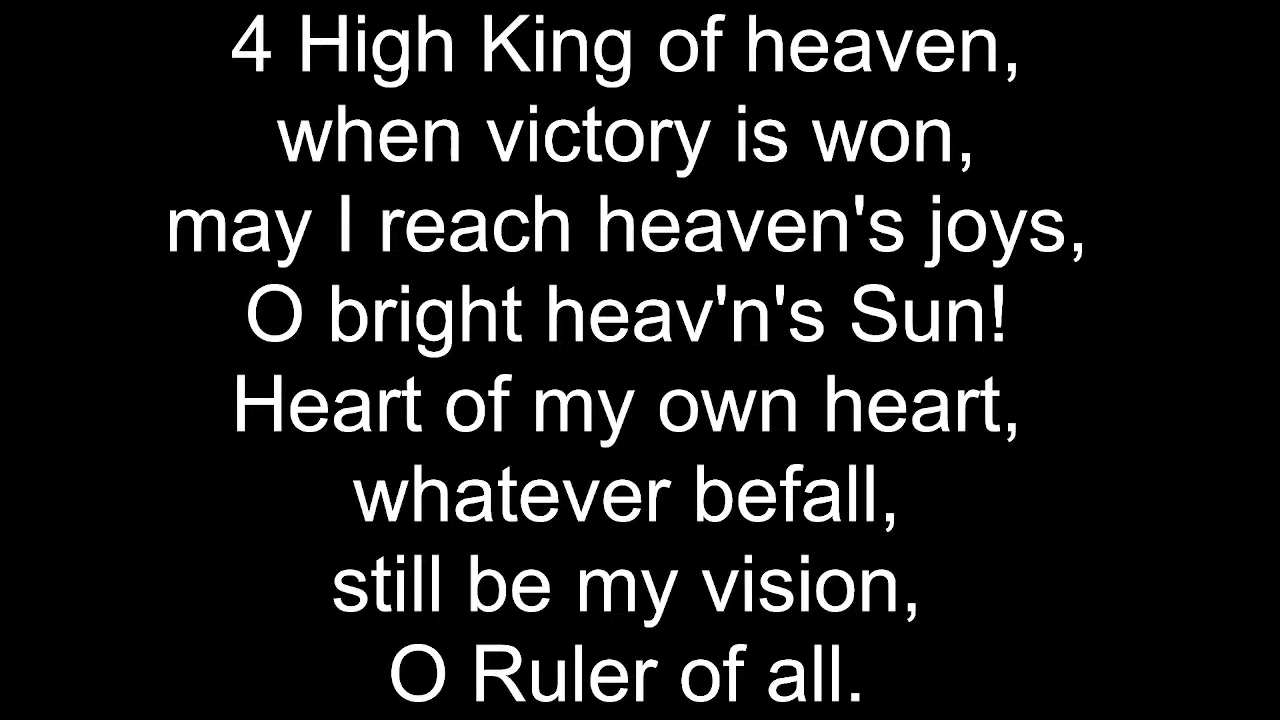 4 High King of heaven,
when victory is won,
may I reach heaven's joys,
O bright heav'n's Sun!
Heart of my own heart,
whatever befall,
still be my vision,
O Ruler of all.